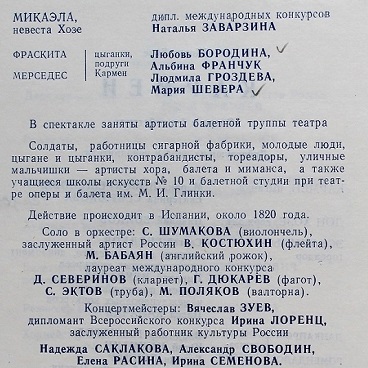 МИКАЭЛА, дипл. международных конкурсов
невеста Хозе Наталья ЗАВАРЗИНА
ФРАСКИТА цыганки, Любовь БОРОДИНА,
подруги Альбина ФРАНЧУК
МЕРСЕДЕС Кармен Людмила ГРОЗДЕВА,
Мария ШЕВЕРА
В спектакле заняты артисты балетной труппы театра
Солдаты, работницы сигарной фабрики, молодые люди,
цыгане и цыганки, контрабандисты, тореадоры, уличные
мальчишки — артисты хора, балета и миманса, а также
учащиеся школы искусств № 10 и балетной студии при теат-
ре оперы и балета им. М. И. Глинки.
Действие происходит в Испании, около 1820 года.
Соло в оркестре: С. ШУМАКОВА (виолончель),
заслуженный артист России В. КОСТЮХИН (флейта),
М. БАБАЯН (английский рожок),
лауреат международного конкурса
Д. СЕВЕРИНОВ (кларнет), Г. ДЮКАРЕВ (фагот),
С. ЭКТОВ (труба), М. ПОЛЯКОВ (валторна).
Концертмейстеры: Вячеслав ЗУЕВ,
дипломант Всероссийского конкурса Ирина ЛОРЕНЦ,
заслуженный работник культуры России
Надежда САКЛАКОВА, Александр СВОБОДИН,
Елена РАСИНА, Ирина СЕМЕНОВА.